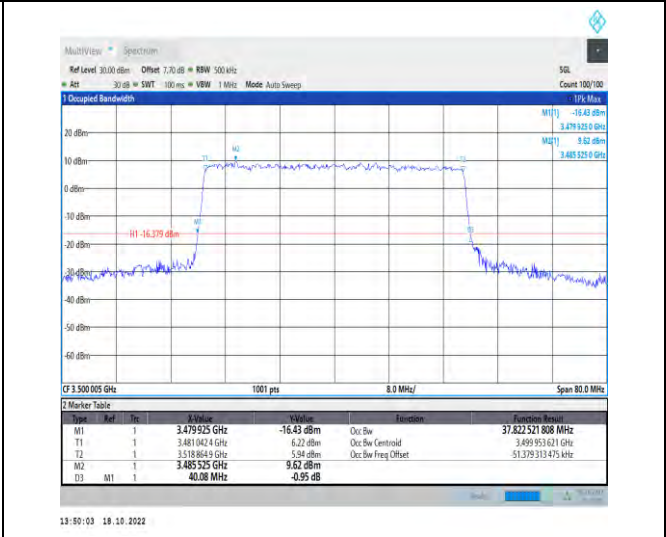 MultiView Spectrum
Ref Level 30.00 dBm Offset 7.70 dB RBW 500 kHz SGL
Att 30 dB SWT 100 ms VBW 1 MHz Mode Auto Sweep Count 100/100
1 Occupied Bandwidth 1Pk Max
M1[1] -16.43 dBm
3.479 925 0 GHz
M2[1] 9.62 dBm
3.485 525 0 GHz
20 dBm
10 dBm
0 dBm
-10 dBm
H1 -16.379 dBm
-20 dBm
-30 dBm
-40 dBm
-50 dBm
-60 dBm
M2
M1
CF 3.500 005 GHz 1001 pts 8.0 MHz/ Span 80.0 MHz
2 Marker Table
Type Ref Trc X-Value Y-Value Function Function Result
M1 1 3.479 925 GHz -16.43 dBm Occ Bw 37.822 521 808 MHz
T1 1 3.481 042 4 GHz 6.22 dBm Occ Bw Centroid 3.499 953 621 GHz
T2 1 3.518 864 9 GHz 5.94 dBm Occ Bw Freq Offset -51.379 313 475 kHz
M2 1 3.485 525 GHz 9.62 dBm
D3 M1 1 40.08 MHz -0.95 dB
13:50:03 18.10.2022